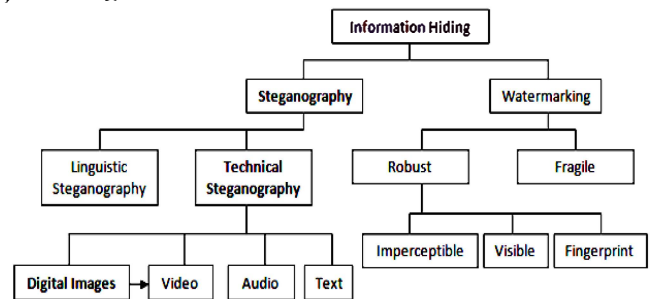 Information Hiding
Steganography
Watermarking
Linguistic
Steganography
Technical
Steganography
Robust
Fragile
Imperceptible
Visible
Fingerprint
Digital Images
Video
Audio
Text